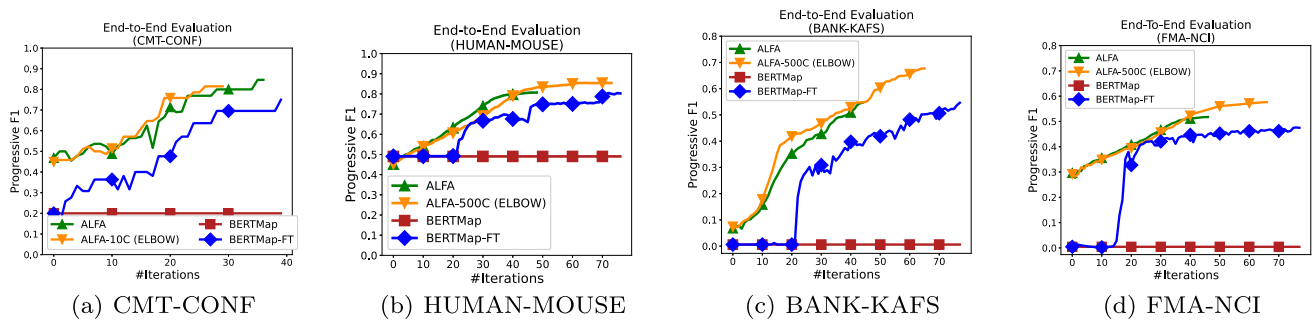 End-to-End Evaluation
(CMT-CONF)
Progressive F1
1.0
0.9
0.8
0.7
0.6
0.5
0.4
0.3
0.2
0.1
0.0
ALFA
ALFA-10C (ELBOW)
BERTMap
BERTMap-FT
0 10 20 30 40
#Iterations
(a) CMT-CONF
End-to-End Evaluation
(HUMAN-MOUSE)
Progressive F1
1.0
0.9
0.8
0.7
0.6
0.5
0.4
0.3
0.2
0.1
0.0
ALFA
ALFA-500C (ELBOW)
BERTMap
BERTMap-FT
0 10 20 30 40 50 60 70
#Iterations
(b) HUMAN-MOUSE
End-to-End Evaluation
(BANK-KAFS)
Progressive F1
0.8
0.7
0.6
0.5
0.4
0.3
0.2
0.1
0.0
ALFA
ALFA-500C (ELBOW)
BERTMap
BERTMap-FT
0 10 20 30 40 50 60 70
#Iterations
(c) BANK-KAFS
End-To-End Evaluation
(FMA-NCI)
Progressive F1
0.8
0.7
0.6
0.5
0.4
0.3
0.2
0.1
0.0
ALFA
ALFA-500C (ELBOW)
BERTMap
BERTMap-FT
0 10 20 30 40 50 60 70
#Iterations
(d) FMA-NCI